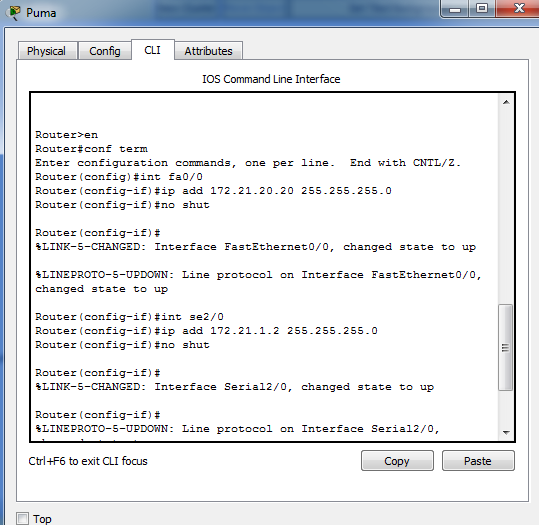 Puma
Physical Config CLI Attributes
IOS Command Line Interface
Router>en
Router#conf term
Enter configuration commands, one per line.  End with CNTL/Z.
Router(config)#int fa0/0
Router(config-if)#ip add 172.21.20.20 255.255.255.0
Router(config-if)#no shut
Router(config-if)#
%LINK-5-CHANGED: Interface FastEthernet0/0, changed state to up
%LINEPROTO-5-UPDOWN: Line protocol on Interface FastEthernet0/0,
changed state to up
Router(config-if)#int se2/0
Router(config-if)#ip add 172.21.1.2 255.255.255.0
Router(config-if)#no shut
Router(config-if)#
%LINK-5-CHANGED: Interface Serial2/0, changed state to up
Router(config-if)#
%LINEPROTO-5-UPDOWN: Line protocol on Interface Serial2/0,
Ctrl+F6 to exit CLI focus
Copy Paste
Top